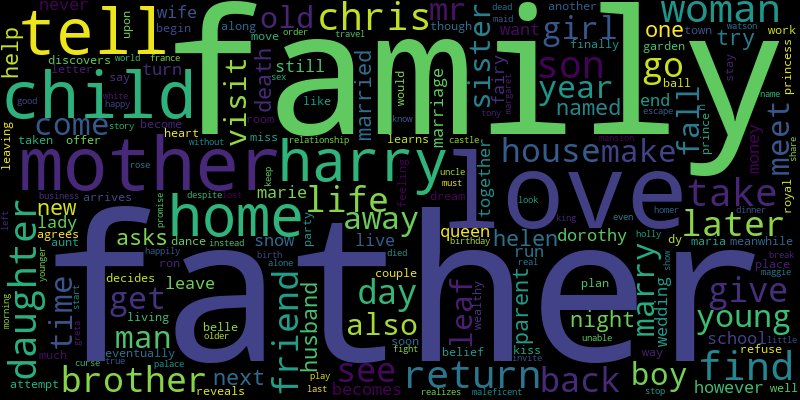 never
tell
help
child
come
wife
begin
discovers
letter
upon
town
world
france
say
turn
good
white
happy
story
become
taken
offer
heart
without
leaving
old
move
order
though
along
death
room
sex
visit
family
chris
still
like
mr
travel
want
would
know
married
marriage
miss
relationship
learns
castle
sister
dead
maid
another
finally
girl
fairy
margaret
tony
son
year
named
end
woman
watson
try
one
garden
town
work
go
ball
stay
princess
fall
prince
money
name
escape
meet
share
royal
mother
harry
rose
keep
uncle
must
feeling
dream
together
house
make
mansion
love
take
home
despite
lost
marie
life
away
party
promise
business
arrives
daughter
new
lady
agrees
aunt
younger
asks
dance
instead
happily
snow
live
queen
birthday
died
helen
run
real
look
king
even
homer
dinner
dorothy
holly
dy
maria
meanwhile
later
place
break
maggie
show
left
father
time
get
ron
birth
alone
decides
leave
living
man
belle
older
much
eventually
curse
true
palace
start
greta
morning
attempt
brother
next
reveals
friend
husband
couple
day
also
soon
fight
see
becomes
play
last
belief
return
realizes
leaf
wealthy
parent
kiss
invite
maleficent
back
plan
night
unable
boy
stop
marry
wedding
way
give
young
school
little
refuse
find
however
well